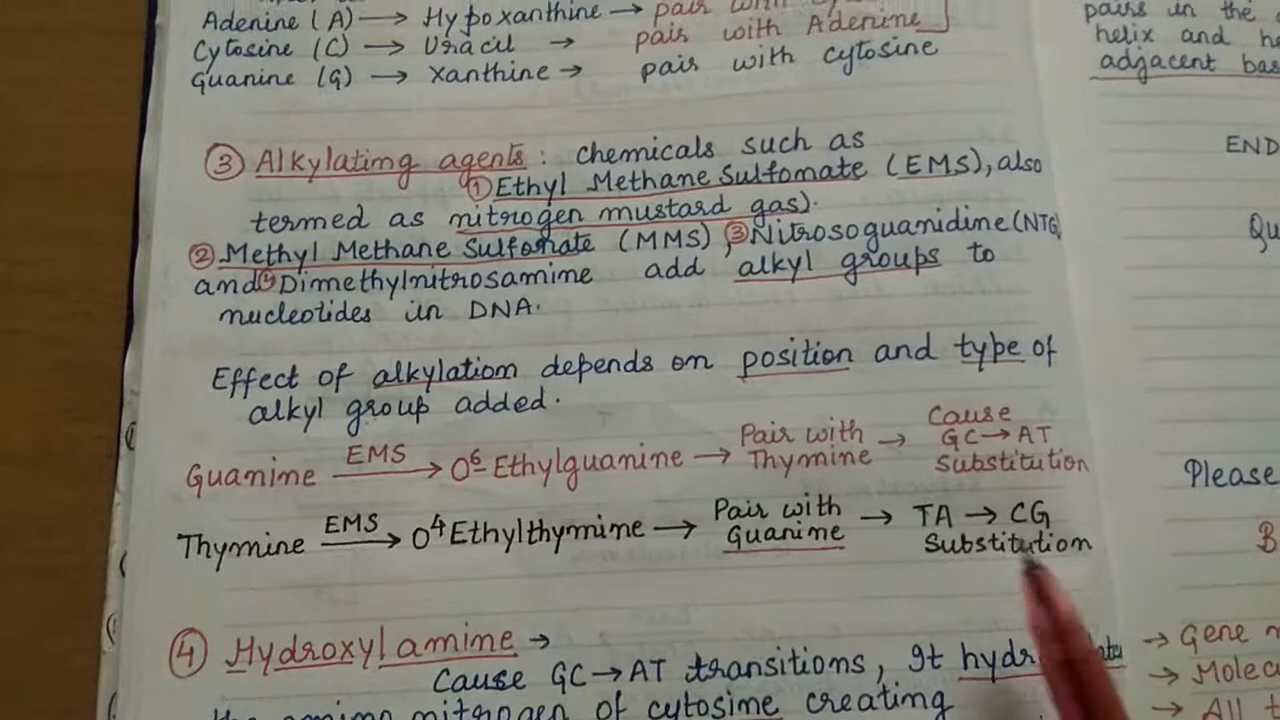 Adenine (A) → Hypoxanthine → pair with
Cytosine (C) → Uracil → pair with Adenine
Guanine (G) → Xanthine → pair with cytosine
③ Alkylating agents : chemicals such as
① Ethyl Methane Sulfomate (EMS), also
termed as nitrogen mustard gas).
② Methyl Methane Sulfonate (MMS), ③ Nitrosoguanidine (NTG)
and ④ Dimethylnitrosamine add alkyl groups to
nucleotides in DNA.
Effect of alkylation depends on position and type of
alkyl group added.
Guanine EMS → O6 Ethylguanine → Pair with Thymine → Cause GC → AT Substitution
Thymine EMS → O4 Ethylthymine → Pair with Guanine → TA → CG Substitution
④ Hydroxylamine →
Cause GC → AT transitions, It
nitrogen of cytosine creating
pairs in the
helix and
adjacent
END
Please
→ Gene
→
→ All